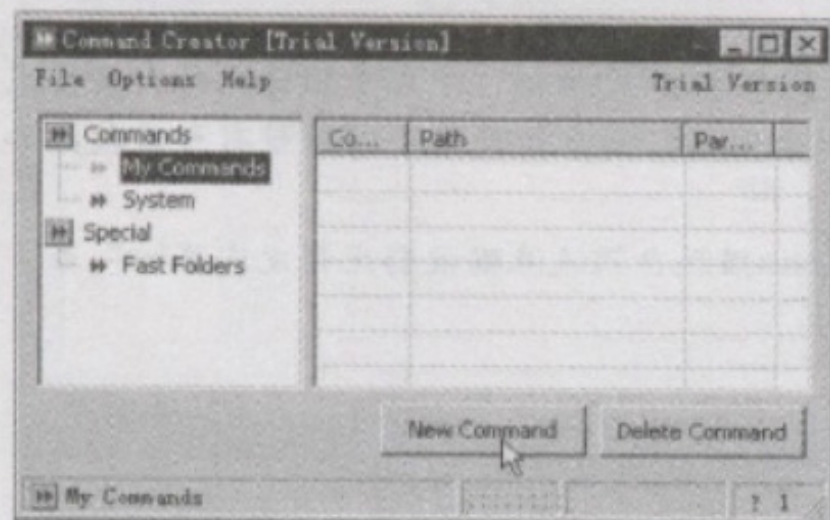 Command Creator [Trial Version]
File Options Help Trial Version
Commands
My Commands
System
Special
Fast Folders
Co... Path Par...
New Command Delete Command
My Commands ? 1